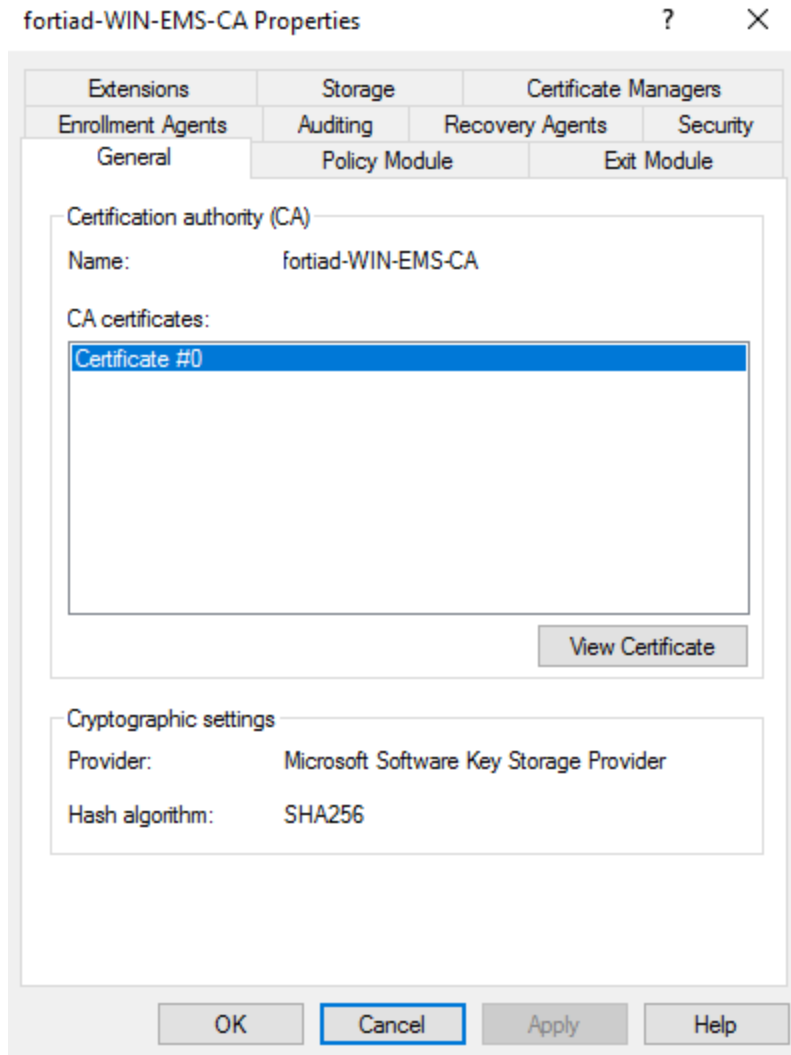 fortiad-WIN-EMS-CA Properties ?
Extensions Storage Certificate Managers
Enrollment Agents Auditing Recovery Agents Security
General Policy Module Exit Module
Certification authority (CA)
Name: fortiad-WIN-EMS-CA
CA certificates:
Certificate #0
View Certificate
Cryptographic settings
Provider: Microsoft Software Key Storage Provider
Hash algorithm: SHA256
OK Cancel Apply Help